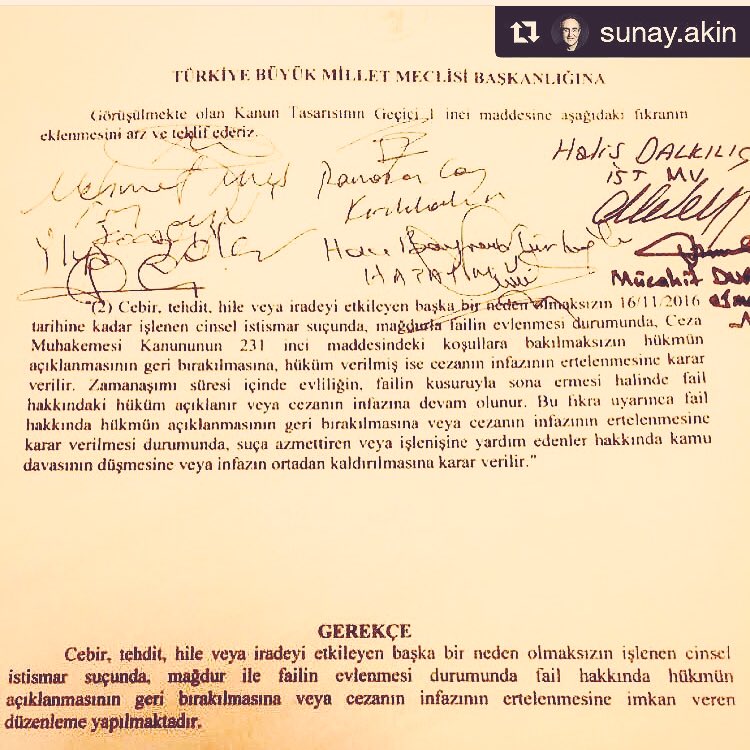 sunay.akin
TÜRKİYE BÜYÜK MİLLET MECLİSİ BAŞKANLIĞINA
Görüşülmekte olan Kanun Tasarısının Geçici 1 inci maddesine aşağıdaki fıkranın
eklenmesini arz ve teklif ederiz.
Halis DALKILIÇ
İST MV
Mehmet
Ramazan Can
Kırıkkale
İlyas
HATAY
Mücahit
"(2) Cebir, tehdit, hile veya iradeyi etkileyen başka bir neden olmaksızın 16/11/2016
tarihine kadar işlenen cinsel istismar suçunda, mağdurla failin evlenmesi durumunda, Ceza
Muhakemesi Kanununun 231 inci maddesindeki koşullara bakılmaksızın hükmün
açıklanmasının geri bırakılmasına, hüküm verilmiş ise cezanın infazının ertelenmesine karar
verilir. Zamanaşımı süresi içinde evliliğin, failin kusuruyla sona ermesi halinde fail
hakkındaki hüküm açıklanır veya cezanın infazına devam olunur. Bu fıkra uyarınca fail
hakkında hükmün açıklanmasının geri bırakılmasına veya cezanın infazının ertelenmesine
karar verilmesi durumunda, suça azmettiren veya işlenişine yardım edenler hakkında kamu
davasının düşmesine veya infazın ortadan kaldırılmasına karar verilir."
GEREKÇE
Cebir, tehdit, hile veya iradeyi etkileyen başka bir neden olmaksızın işlenen cinsel
istismar suçunda, mağdur ile failin evlenmesi durumunda fail hakkında hükmün
açıklanmasının geri bırakılmasına veya cezanın infazının ertelenmesine imkan veren
düzenleme yapılmaktadır.